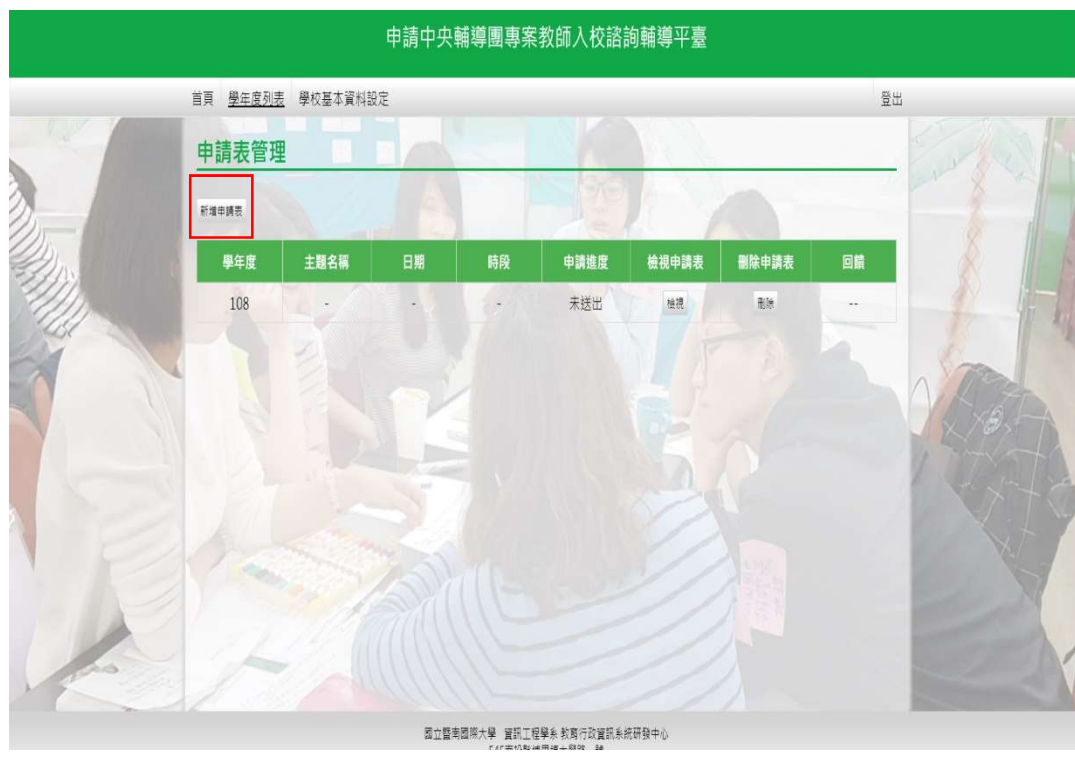 申請中央輔導團專案教師入校諮詢輔導平臺
首頁 學年度列表 學校基本資料設定 登出
申請表管理
新增申請表
學年度 主題名稱 日期 時段 申請進度 檢視申請表 刪除申請表 回饋
108 - - - 未送出 檢視 刪除 --
國立暨南國際大學 資訊工程學系 教育行政資訊系統研發中心